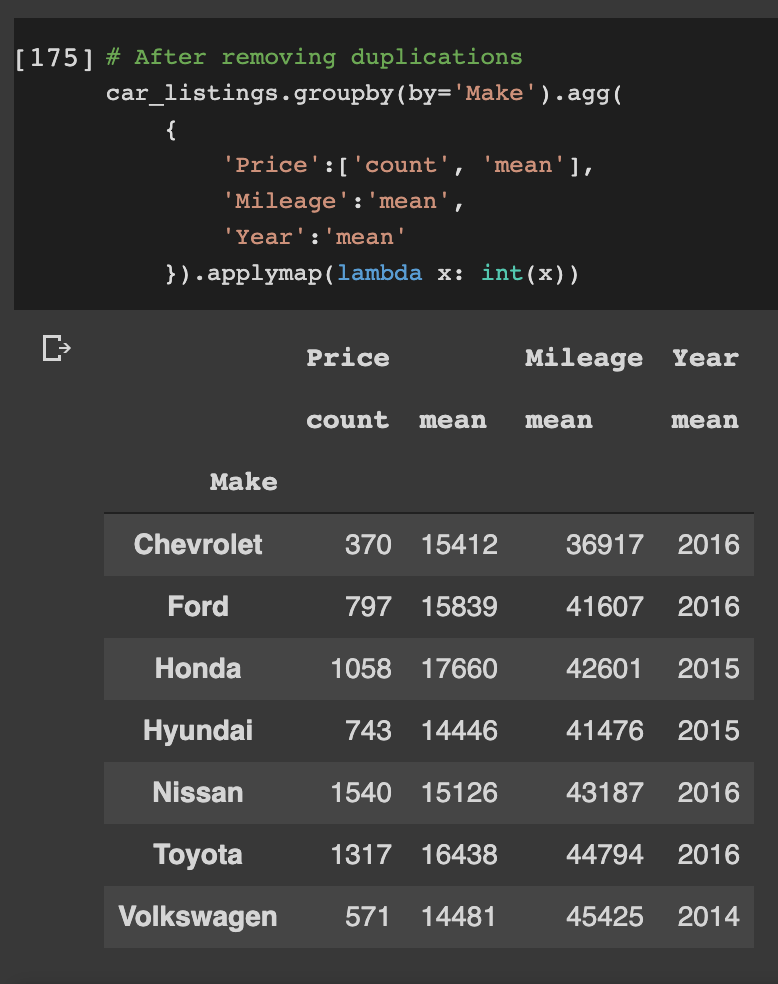 [175] # After removing duplications
car_listings.groupby(by='Make').agg(
{
'Price':['count', 'mean'],
'Mileage':'mean',
'Year':'mean'
}).applymap(lambda x: int(x))
Price Mileage Year
count mean mean mean
Make
Chevrolet 370 15412 36917 2016
Ford 797 15839 41607 2016
Honda 1058 17660 42601 2015
Hyundai 743 14446 41476 2015
Nissan 1540 15126 43187 2016
Toyota 1317 16438 44794 2016
Volkswagen 571 14481 45425 2014